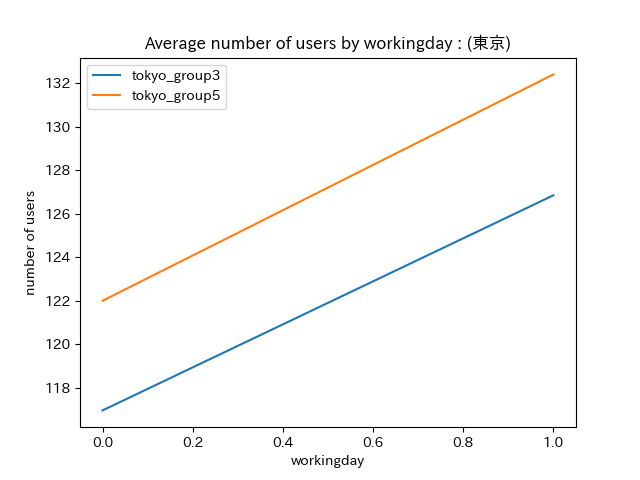 Average number of users by workingday : (東京)
tokyo_group3
tokyo_group5
number of users
132
130
128
126
124
122
120
118
0.0 0.2 0.4 0.6 0.8 1.0
workingday